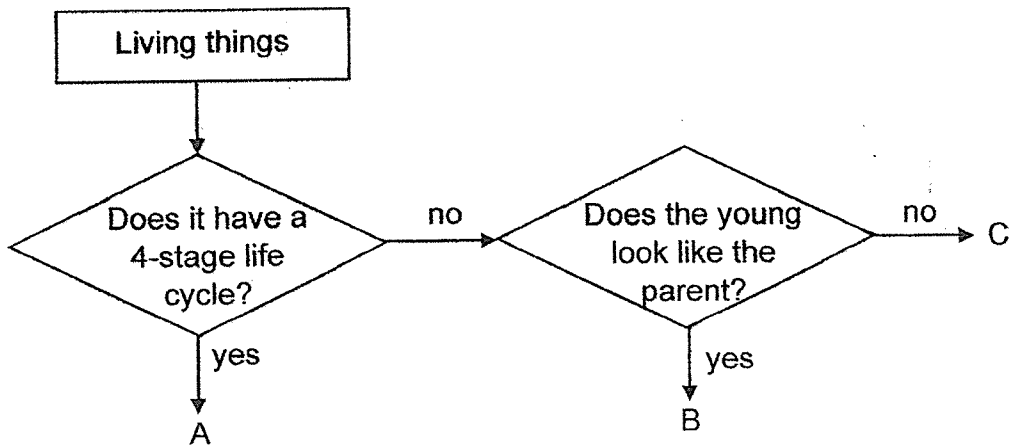 Living things
Does it have a
4-stage life
cycle?
no
Does the young
look like the
parent?
no
C
yes
A
yes
B